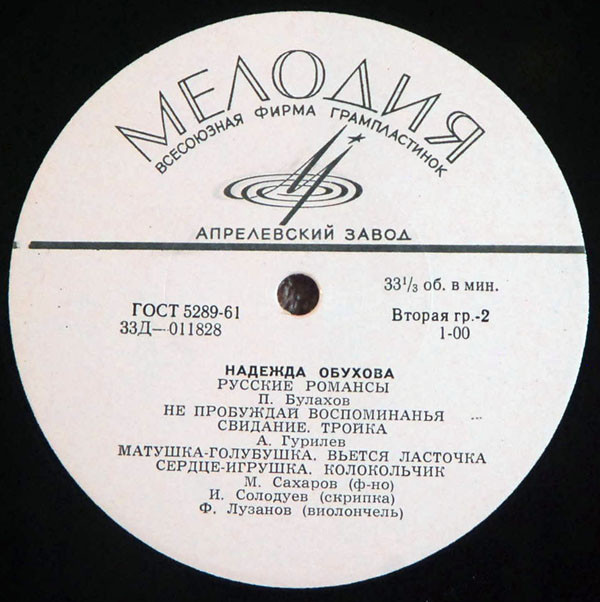 МЕЛОДИЯ
ВСЕСОЮЗНАЯ ФИРМА ГРАМПЛАСТИНОК
АПРЕЛЕВСКИЙ ЗАВОД
33⅓ об. в мин.
ГОСТ 5289-61
Вторая гр.-2
33Д—011828
1-00
НАДЕЖДА ОБУХОВА
РУССКИЕ РОМАНСЫ
П. Булахов
НЕ ПРОБУЖДАЙ ВОСПОМИНАНЬЯ
СВИДАНИЕ, ТРОЙКА
А. Гурилев
МАТУШКА-ГОЛУБУШКА, ВЬЕТСЯ ЛАСТОЧКА
СЕРДЦЕ-ИГРУШКА, КОЛОКОЛЬЧИК
М. Сахаров (ф-но)
И. Солодуев (скрипка)
Ф. Лузанов (виолончель)